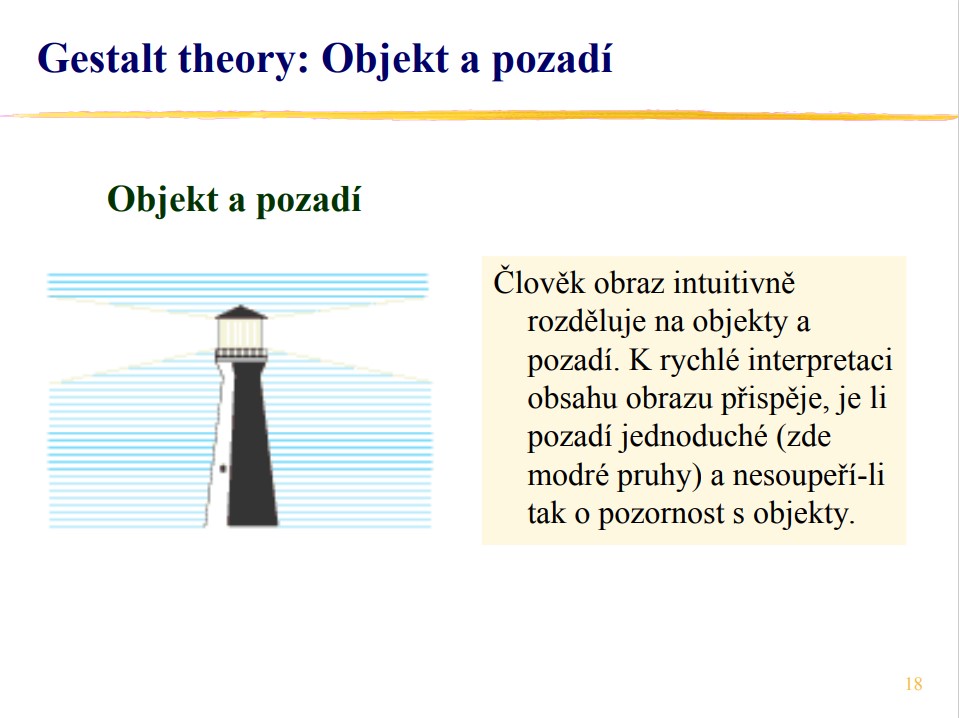 Gestalt theory: Objekt a pozadí
Objekt a pozadí
Člověk obraz intuitivně
rozděluje na objekty a
pozadí. K rychlé interpretaci
obsahu obrazu přispěje, je li
pozadí jednoduché (zde
modré pruhy) a nesoupeří-li
tak o pozornost s objekty.
18